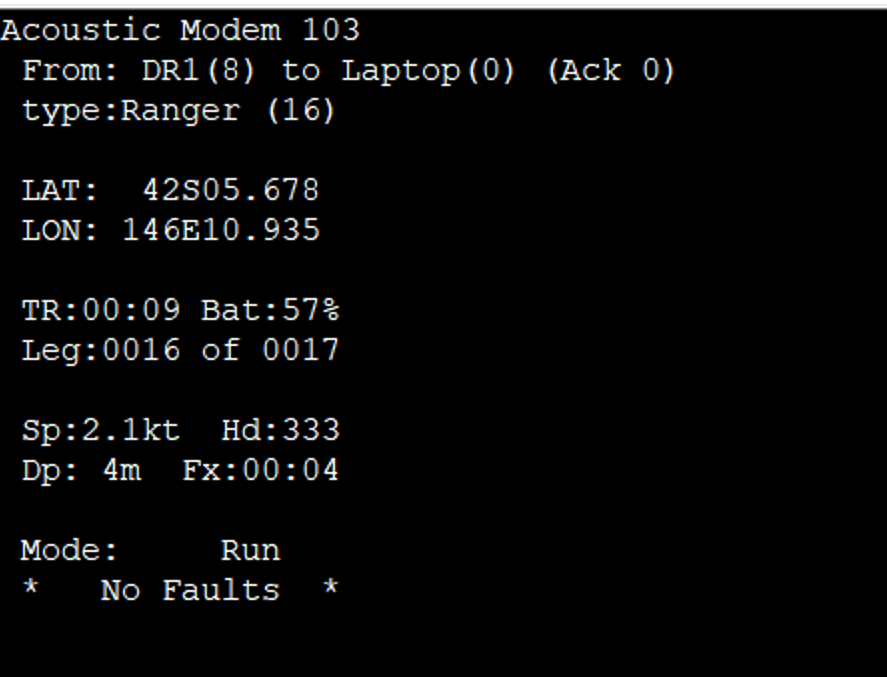 Acoustic Modem 103
From: DR1(8) to Laptop(0) (Ack 0)
type:Ranger (16)
LAT:  42S05.678
LON: 146E10.935
TR:00:09 Bat:57%
Leg:0016 of 0017
Sp:2.1kt  Hd:333
Dp: 4m  Fx:00:04
Mode:     Run
*   No Faults  *